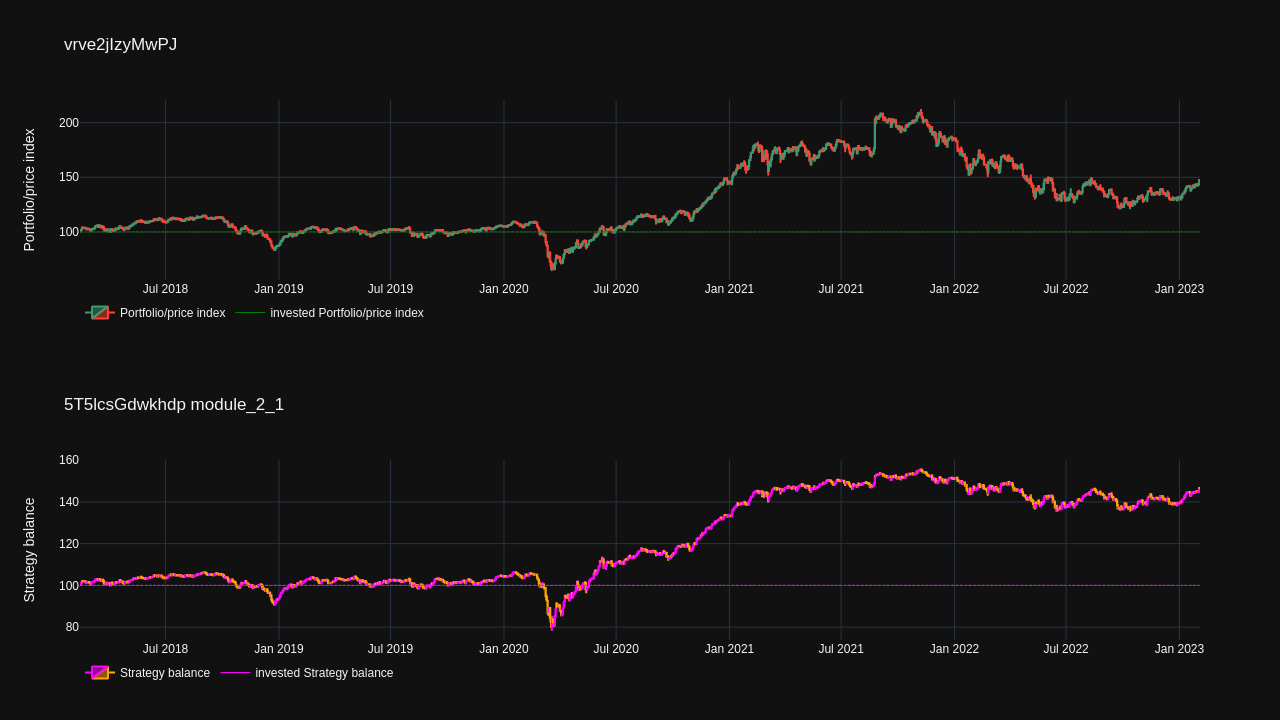 vrve2jIzyMwPJ
Portfolio/price index
200
150
100
Jul 2018 Jan 2019 Jul 2019 Jan 2020 Jul 2020 Jan 2021 Jul 2021 Jan 2022 Jul 2022 Jan 2023
Portfolio/price index invested Portfolio/price index
5T5lcsGdwkhdp module_2_1
Strategy balance
160
140
120
100
80
Jul 2018 Jan 2019 Jul 2019 Jan 2020 Jul 2020 Jan 2021 Jul 2021 Jan 2022 Jul 2022 Jan 2023
Strategy balance invested Strategy balance